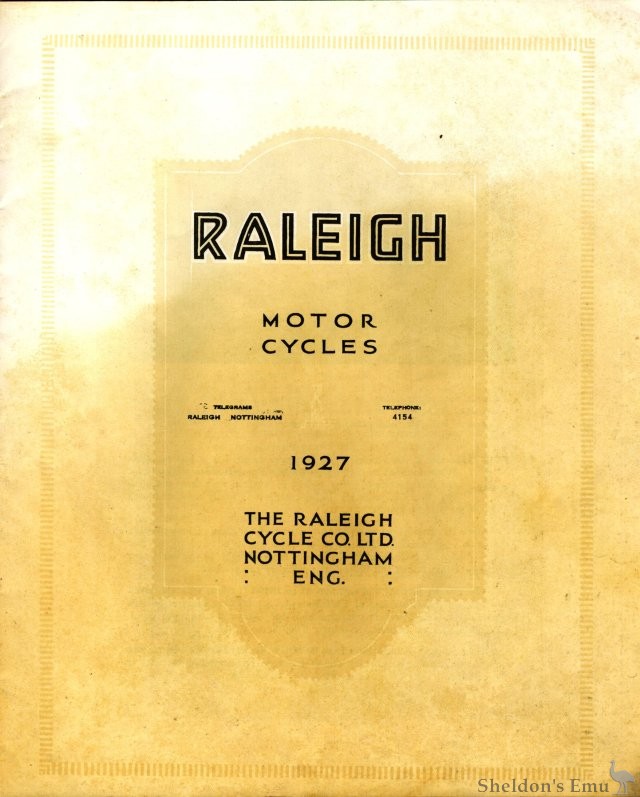 RALEIGH
MOTOR
CYCLES
TELEGRAMS
RALEIGH NOTTINGHAM
TELEPHONE:
4154
1927
THE RALEIGH
CYCLE CO. LTD.
NOTTINGHAM
: ENG. :
Sheldon's Emu